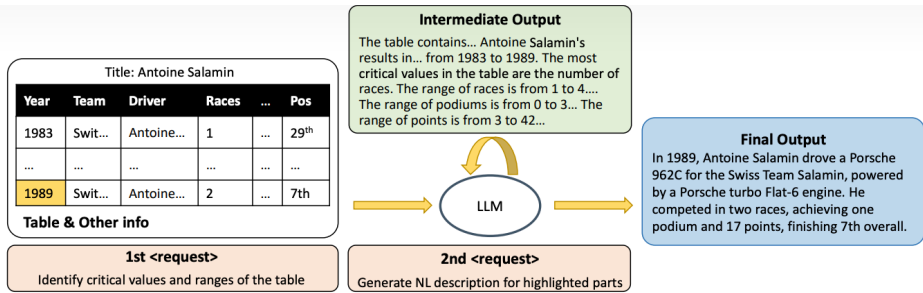 Intermediate Output
The table contains... Antoine Salamin's
results in... from 1983 to 1989. The most
critical values in the table are the number of
races. The range of races is from 1 to 4....
The range of podiums is from 0 to 3... The
range of points is from 3 to 42...
Title: Antoine Salamin
Year Team Driver Races ... Pos
1983 Swit... Antoine... 1 ... 29th
... ... ... ... ... ...
1989 Swit... Antoine... 2 ... 7th
Table & Other info
LLM
Final Output
In 1989, Antoine Salamin drove a Porsche
962C for the Swiss Team Salamin, powered
by a Porsche turbo Flat-6 engine. He
competed in two races, achieving one
podium and 17 points, finishing 7th overall.
1st <request>
Identify critical values and ranges of the table
2nd <request>
Generate NL description for highlighted parts